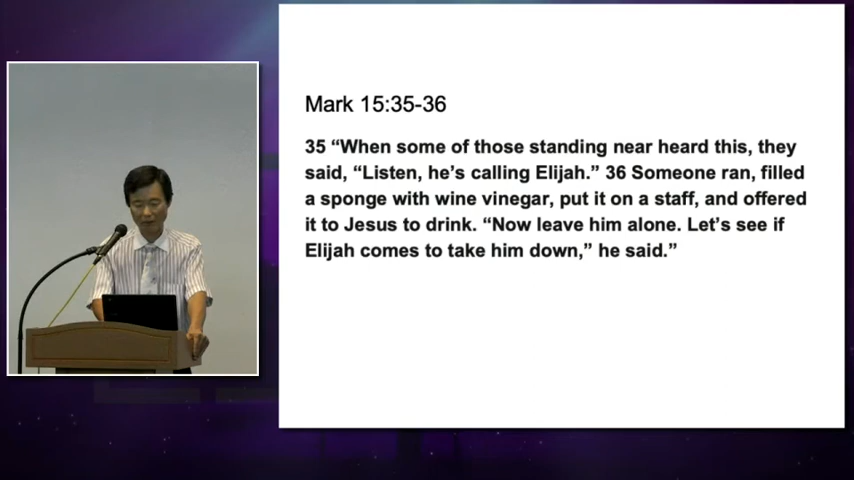 Mark 15:35-36
35 “When some of those standing near heard this, they
said, “Listen, he’s calling Elijah.” 36 Someone ran, filled
a sponge with wine vinegar, put it on a staff, and offered
it to Jesus to drink. “Now leave him alone. Let’s see if
Elijah comes to take him down,” he said.”